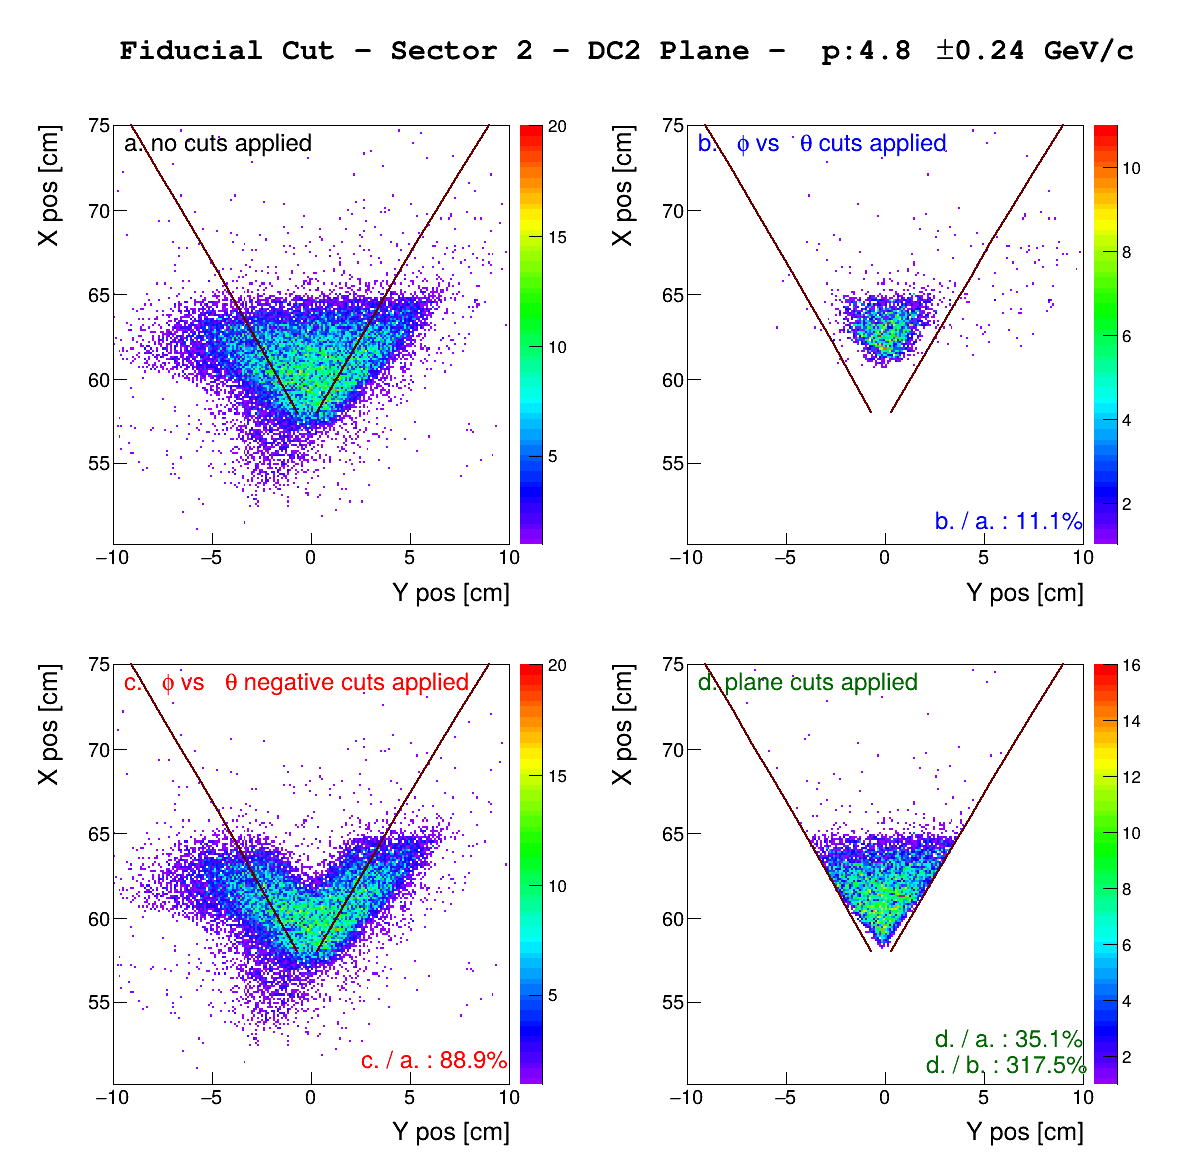 Fiducial Cut - Sector 2 - DC2 Plane - p:4.8 ±0.24 GeV/c
X pos [cm]
75
70
65
60
55
a. no cuts applied
20
15
10
5
−10 −5 0 5 10
Y pos [cm]
X pos [cm]
75
70
65
60
55
b. ϕ vs θ cuts applied
b. / a. : 11.1%
10
8
6
4
2
−10 −5 0 5 10
Y pos [cm]
X pos [cm]
75
70
65
60
55
c. ϕ vs θ negative cuts applied
c. / a. : 88.9%
20
15
10
5
−10 −5 0 5 10
Y pos [cm]
X pos [cm]
75
70
65
60
55
d. plane cuts applied
d. / a. : 35.1%
d. / b. : 317.5%
16
14
12
10
8
6
4
2
−10 −5 0 5 10
Y pos [cm]